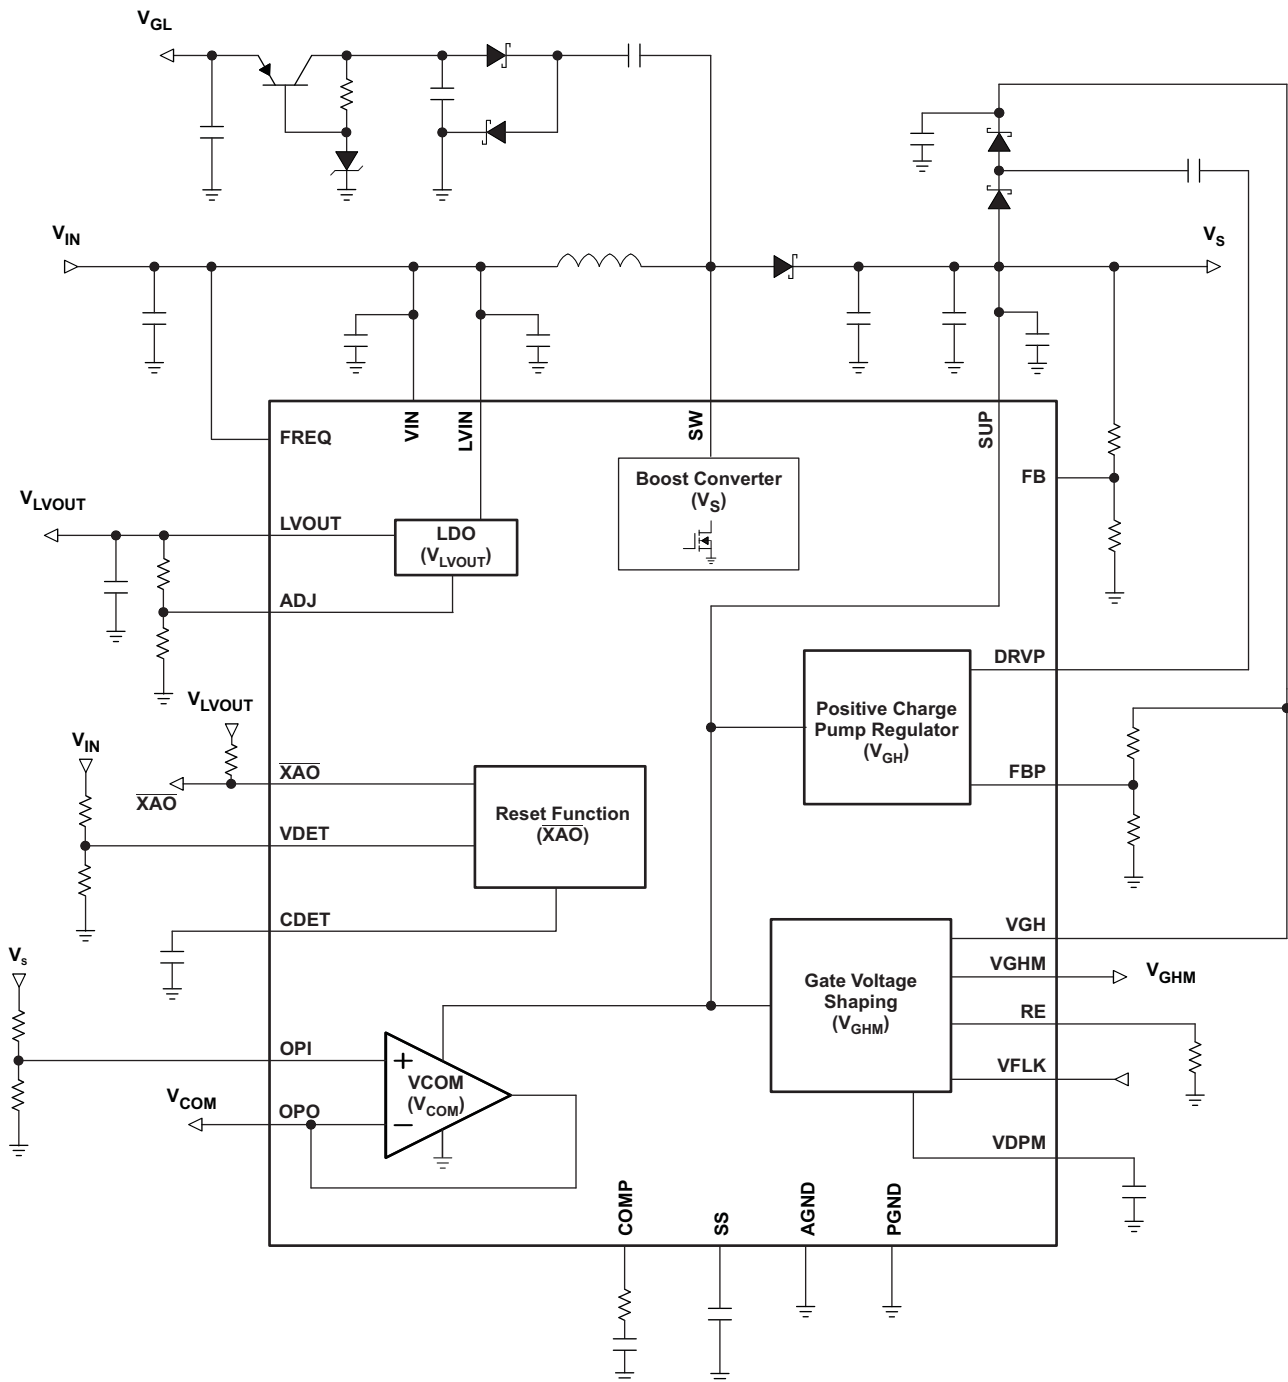 VGL
VIN
VS
VIN
LVIN
SW
SUP
FREQ
Boost Converter
(VS)
FB
VLVOUT
LVOUT
LDO
(VLVOUT)
ADJ
DRVP
VLVOUT
Positive Charge
Pump Regulator
(VGH)
VIN
XAO
XAO
FBP
Reset Function
(XAO)
VDET
CDET
VGH
Vs
VGHM
VGHM
Gate Voltage
Shaping
(VGHM)
RE
OPI
+
VFLK
VCOM
(VCOM)
VCOM
OPO
−
VDPM
COMP
SS
AGND
PGND